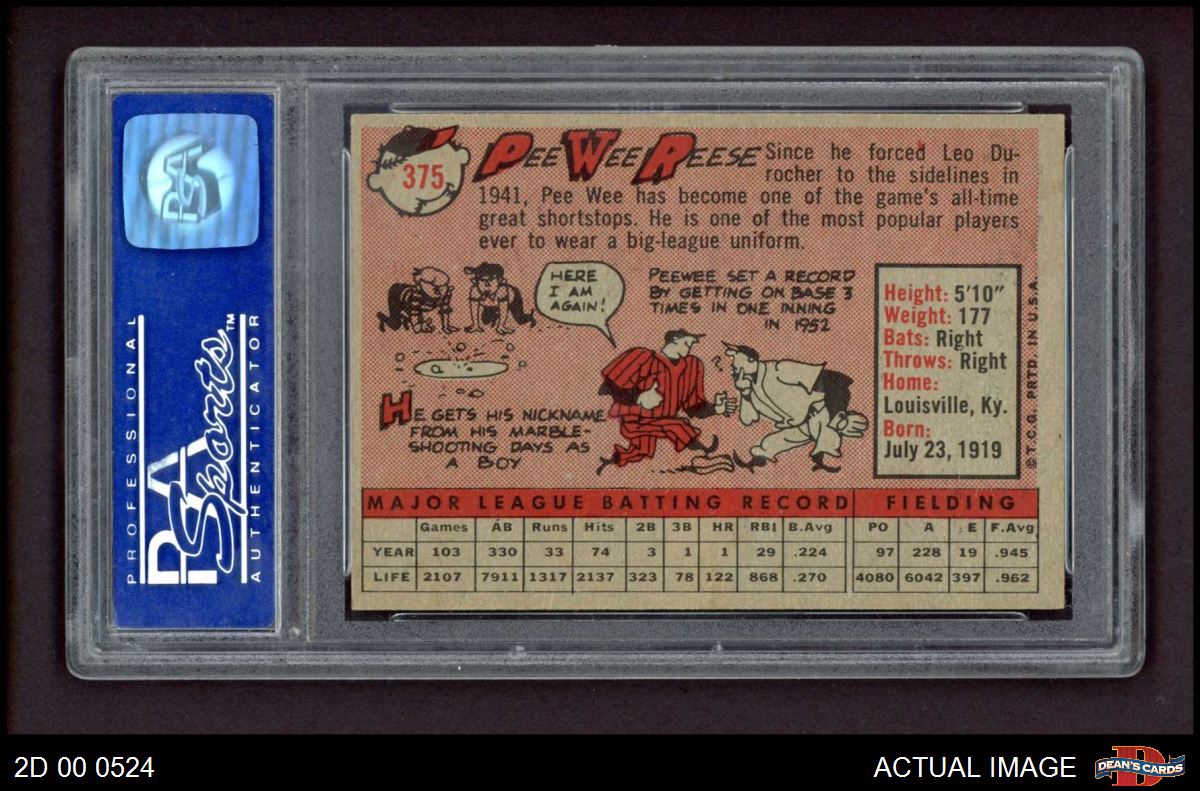 PSA
PROFESSIONAL
PSA Sports™
AUTHENTICATOR
375
PEE WEE REESE Since he forced Leo Du-
rocher to the sidelines in
1941, Pee Wee has become one of the game's all-time
great shortstops. He is one of the most popular players
ever to wear a big-league uniform.
HERE
I AM
AGAIN!
PEEWEE SET A RECORD
BY GETTING ON BASE 3
TIMES IN ONE INNING
IN 1952
HE GETS HIS NICKNAME
FROM HIS MARBLE-
SHOOTING DAYS AS
A BOY
Height: 5'10"
Weight: 177
Bats: Right
Throws: Right
Home:
Louisville, Ky.
Born:
July 23, 1919
©T.C.G. PRTD. IN U.S.A.
MAJOR LEAGUE BATTING RECORD FIELDING
Games AB Runs Hits 2B 3B HR RBI B.Avg PO A E F.Avg
YEAR 103 330 33 74 3 1 1 29 .224 97 228 19 .945
LIFE 2107 7911 1317 2137 323 78 122 868 .270 4080 6042 397 .962
2D 00 0524
ACTUAL IMAGE
D
DEAN'S CARDS